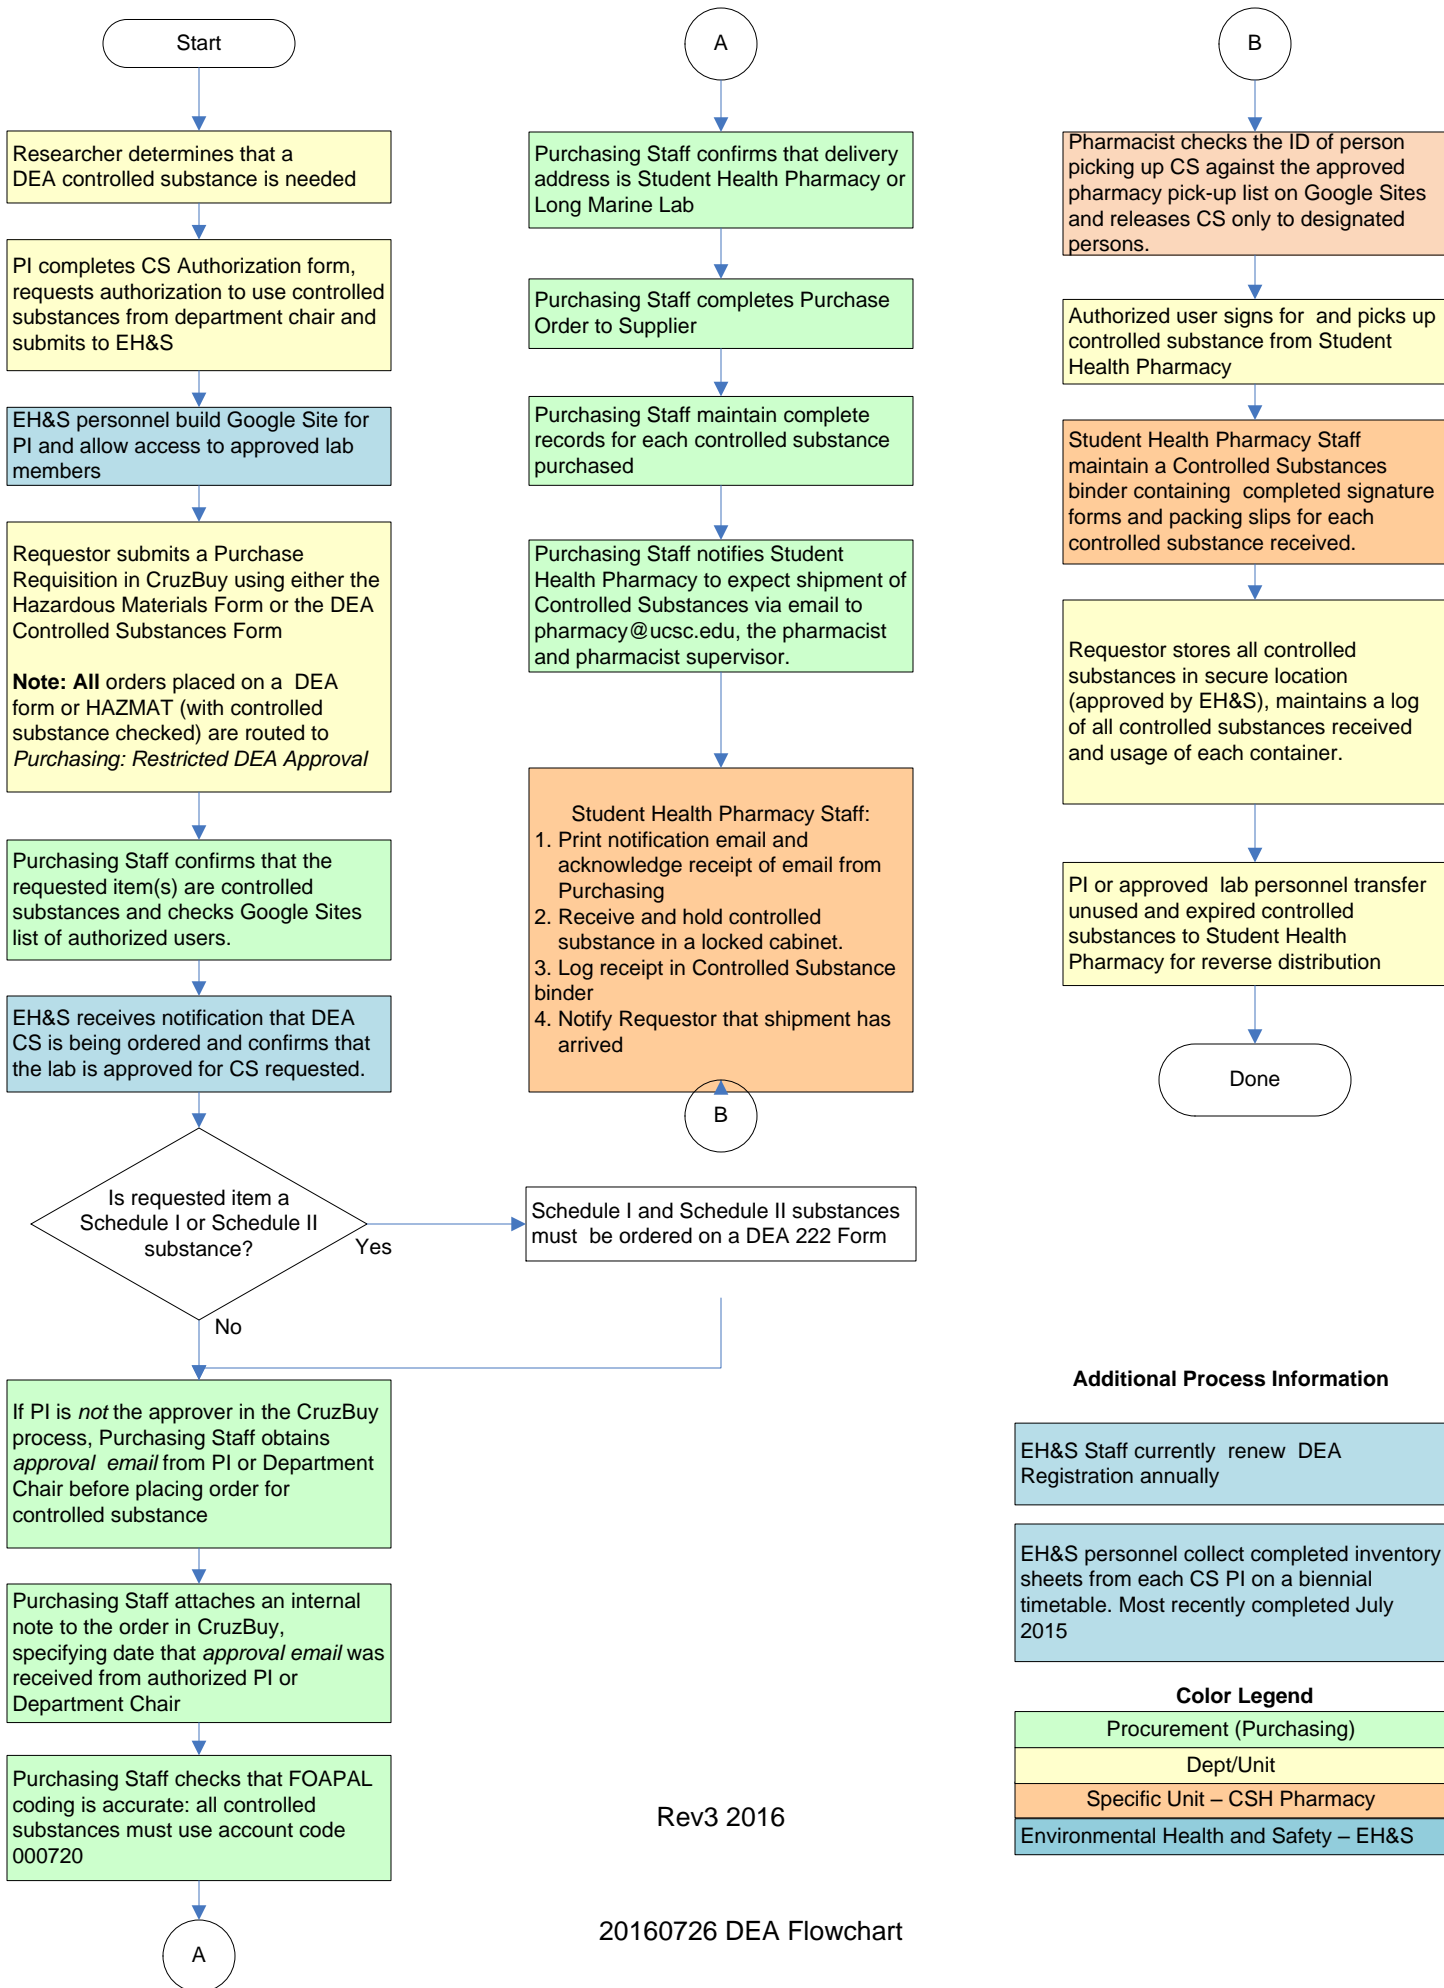 Start
Researcher determines that a
DEA controlled substance is needed
PI completes CS Authorization form,
requests authorization to use controlled
substances from department chair and
submits to EH&S
EH&S personnel build Google Site for
PI and allow access to approved lab
members
Requestor submits a Purchase
Requisition in CruzBuy using either the
Hazardous Materials Form or the DEA
Controlled Substances Form
Note: All orders placed on a DEA
form or HAZMAT (with controlled
substance checked) are routed to
Purchasing: Restricted DEA Approval
Purchasing Staff confirms that the
requested item(s) are controlled
substances and checks Google Sites
list of authorized users.
EH&S receives notification that DEA
CS is being ordered and confirms that
the lab is approved for CS requested.
Is requested item a
Schedule I or Schedule II
substance?
Yes
No
Schedule I and Schedule II substances
must be ordered on a DEA 222 Form
If PI is not the approver in the CruzBuy
process, Purchasing Staff obtains
approval email from PI or Department
Chair before placing order for
controlled substance
Purchasing Staff attaches an internal
note to the order in CruzBuy,
specifying date that approval email was
received from authorized PI or
Department Chair
Purchasing Staff checks that FOAPAL
coding is accurate: all controlled
substances must use account code
000720
A
A
Purchasing Staff confirms that delivery
address is Student Health Pharmacy or
Long Marine Lab
Purchasing Staff completes Purchase
Order to Supplier
Purchasing Staff maintain complete
records for each controlled substance
purchased
Purchasing Staff notifies Student
Health Pharmacy to expect shipment of
Controlled Substances via email to
pharmacy@ucsc.edu, the pharmacist
and pharmacist supervisor.
Student Health Pharmacy Staff:
1. Print notification email and
acknowledge receipt of email from
Purchasing
2. Receive and hold controlled
substance in a locked cabinet.
3. Log receipt in Controlled Substance
binder
4. Notify Requestor that shipment has
arrived
B
B
Pharmacist checks the ID of person
picking up CS against the approved
pharmacy pick-up list on Google Sites
and releases CS only to designated
persons.
Authorized user signs for and picks up
controlled substance from Student
Health Pharmacy
Student Health Pharmacy Staff
maintain a Controlled Substances
binder containing completed signature
forms and packing slips for each
controlled substance received.
Requestor stores all controlled
substances in secure location
(approved by EH&S), maintains a log
of all controlled substances received
and usage of each container.
PI or approved lab personnel transfer
unused and expired controlled
substances to Student Health
Pharmacy for reverse distribution
Done
Additional Process Information
EH&S Staff currently renew DEA
Registration annually
EH&S personnel collect completed inventory
sheets from each CS PI on a biennial
timetable. Most recently completed July
2015
Color Legend
Procurement (Purchasing)
Dept/Unit
Specific Unit – CSH Pharmacy
Environmental Health and Safety – EH&S
Rev3 2016
20160726 DEA Flowchart